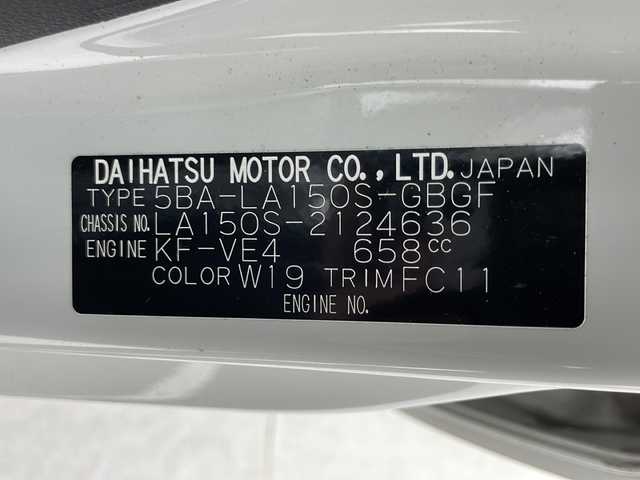 DAIHATSU MOTOR CO., LTD. JAPAN
TYPE 5BA-LA150S-GBGF
CHASSIS NO. LA150S-2124636
ENGINE KF-VE4 658cc
COLOR W19 TRIM FC11
ENGINE NO.